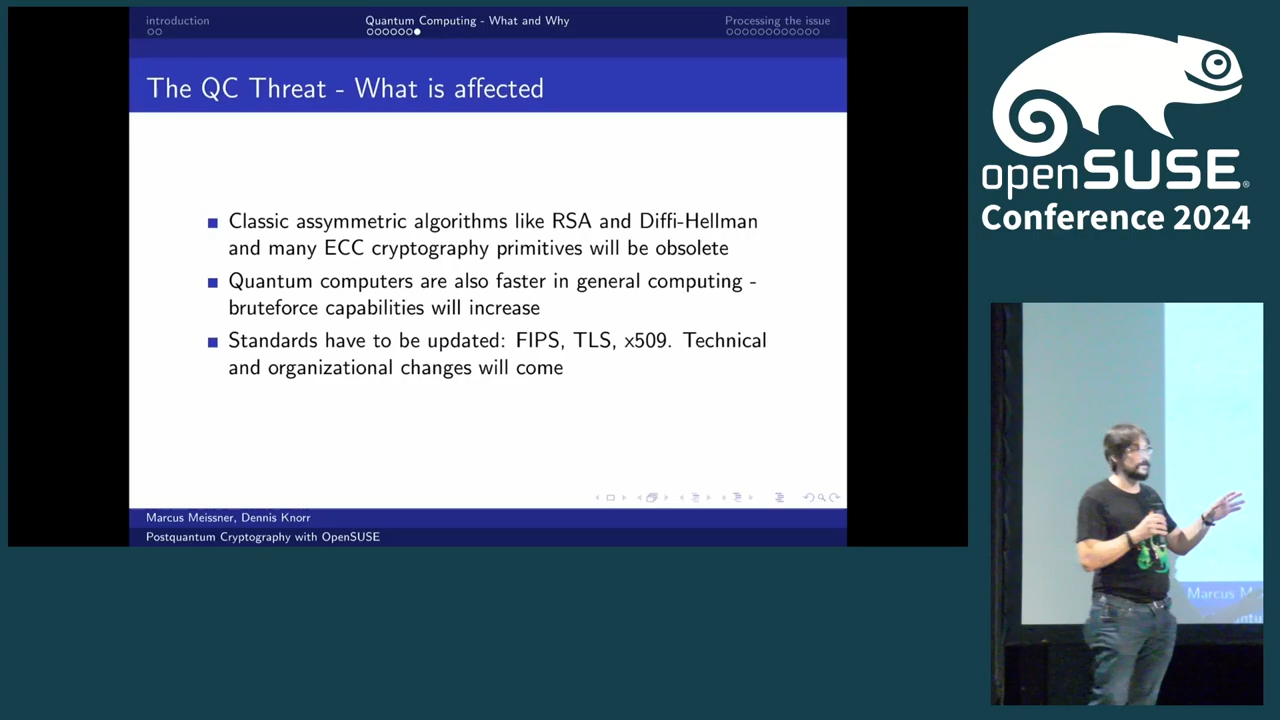 introduction
Quantum Computing - What and Why
Processing the issue
The QC Threat - What is affected
Classic assymmetric algorithms like RSA and Diffi-Hellman
and many ECC cryptography primitives will be obsolete
Quantum computers are also faster in general computing -
bruteforce capabilities will increase
Standards have to be updated: FIPS, TLS, x509. Technical
and organizational changes will come
Marcus Meissner, Dennis Knorr
Postquantum Cryptography with OpenSUSE
openSUSE®
Conference 2024
Marcus M